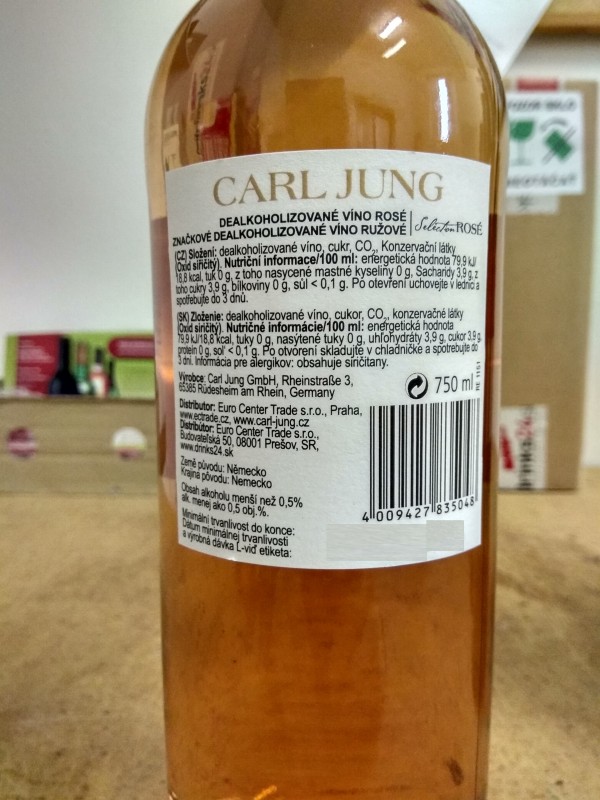 CARL JUNG
DEALKOHOLIZOVANÉ VÍNO ROSÉ
ZNAČKOVÉ DEALKOHOLIZOVANÉ VÍNO RUŽOVÉ
Selection ROSÉ
(CZ) Složení: dealkoholizované víno, cukr, CO₂, Konzervační látky
(Oxid siřičitý). Nutriční informace/100 ml: energetická hodnota 79,9 kJ/
18,8 kcal, tuk 0 g, z toho nasycené mastné kyseliny 0 g, Sacharidy 3,9 g, z
toho cukry 3,9 g, bílkoviny 0 g, sůl < 0,1 g. Po otevření uchovejte v lednici a
spotřebujte do 3 dnů.
(SK) Zloženie: dealkoholizované víno, cukor, CO₂, konzervačné látky
(Oxid siričitý). Nutričné informácie/100 ml: energetická hodnota
79,9 kJ/18,8 kcal, tuky 0 g, nasýtené tuky 0 g, uhľohydráty 3,9 g, cukor 3,9 g,
protein 0 g, soľ < 0,1 g. Po otvorení skladujte v chladničke a spotrebujte do
3 dní. Informácia pre alergikov: obsahuje siričitany.
Výrobce: Carl Jung GmbH, Rheinstraße 3,
65385 Rüdesheim am Rhein, Germany
Distributor: Euro Center Trade s.r.o., Praha,
www.ectrade.cz, www.carl-jung.cz
Distribútor: Euro Center Trade s.r.o.,
Budovateľská 50, 08001 Prešov, SR,
www.drinks24.sk
Země původu: Německo
Krajina pôvodu: Nemecko
Obsah alkoholu menší než 0,5%
alk. menej ako 0,5 obj.%.
Minimální trvanlivost do konce:
Dátum minimálnej trvanlivosti
a výrobná dávka L-viď etiketa:
750 ml
RE 1151
4 009427 835048
POZOR SKLO